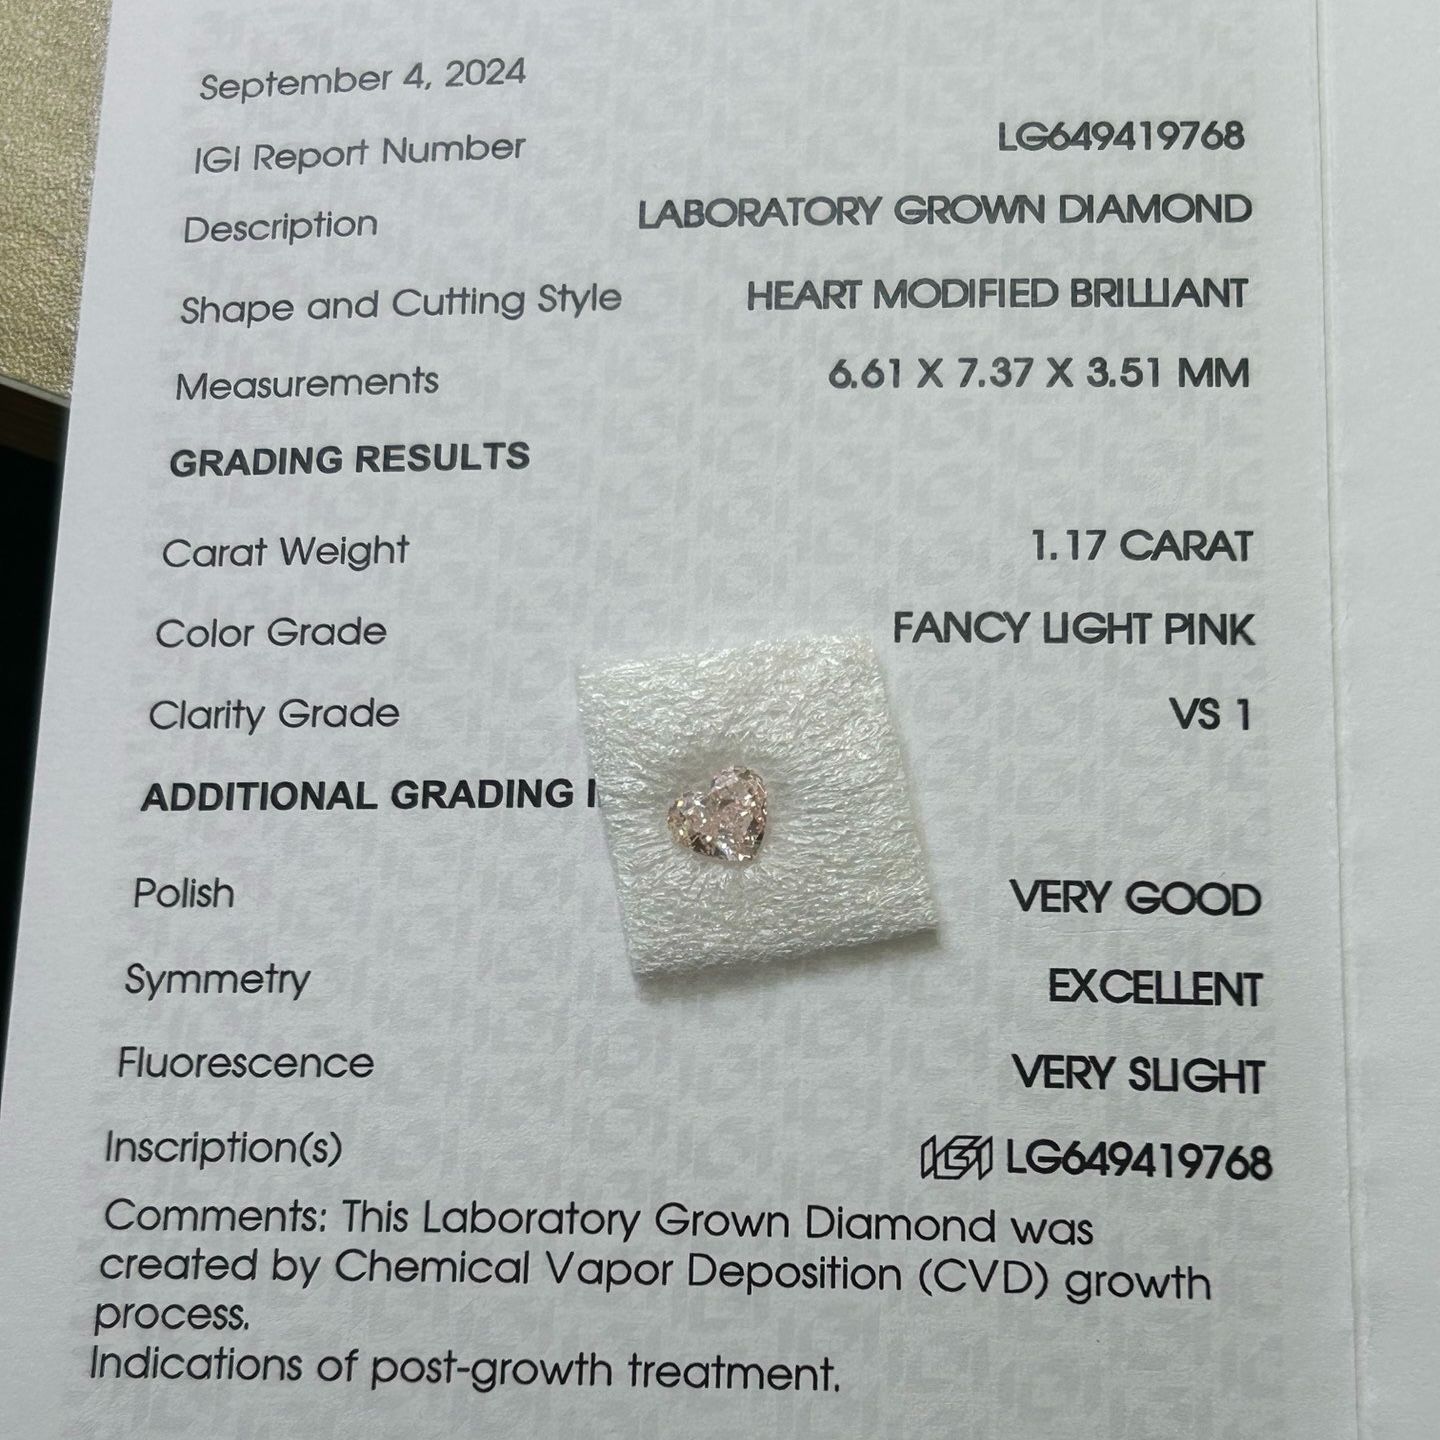 September 4, 2024
IGI Report Number LG649419768
Description LABORATORY GROWN DIAMOND
Shape and Cutting Style HEART MODIFIED BRILLIANT
Measurements 6.61 X 7.37 X 3.51 MM
GRADING RESULTS
Carat Weight 1.17 CARAT
Color Grade FANCY LIGHT PINK
Clarity Grade VS 1
ADDITIONAL GRADING
Polish VERY GOOD
Symmetry EXCELLENT
Fluorescence VERY SLIGHT
Inscription(s) IGI LG649419768
Comments: This Laboratory Grown Diamond was
created by Chemical Vapor Deposition (CVD) growth
process.
Indications of post-growth treatment.